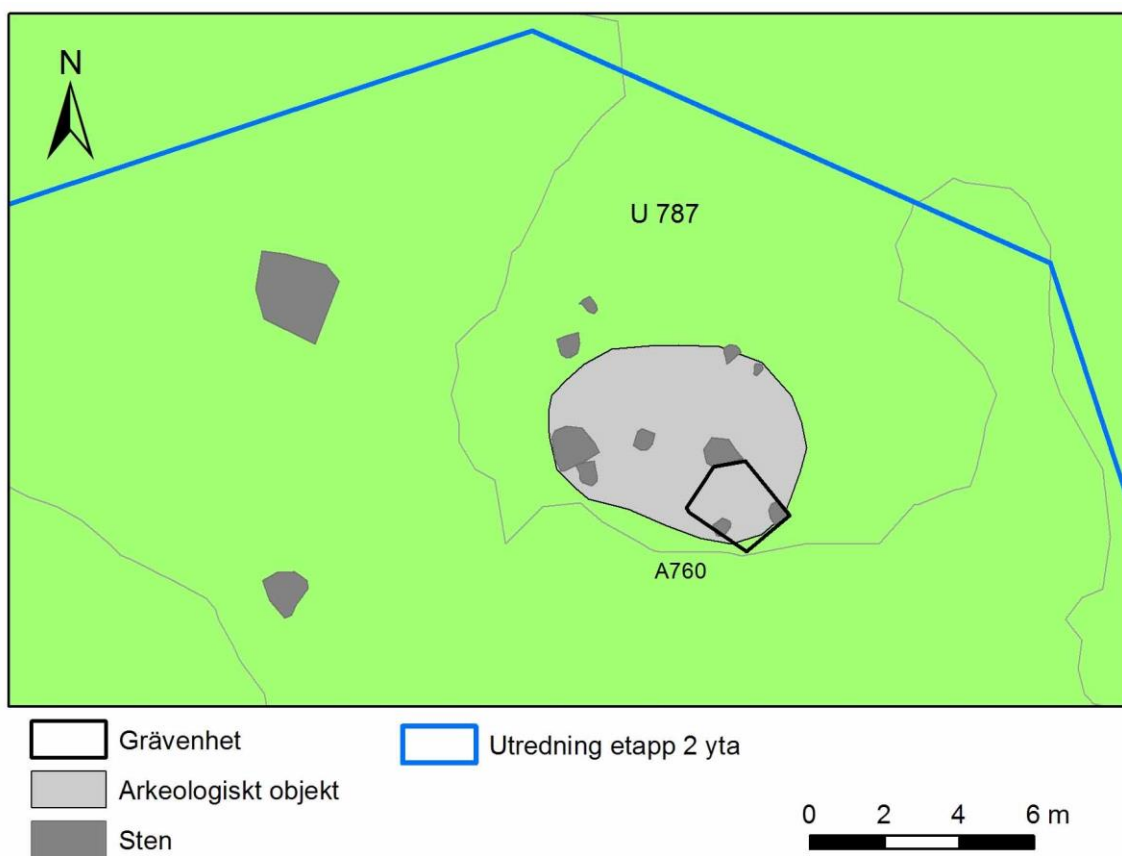 N
U 787
A760
Grävenhet
Utredning etapp 2 yta
Arkeologiskt objekt
Sten
0 2 4 6 m